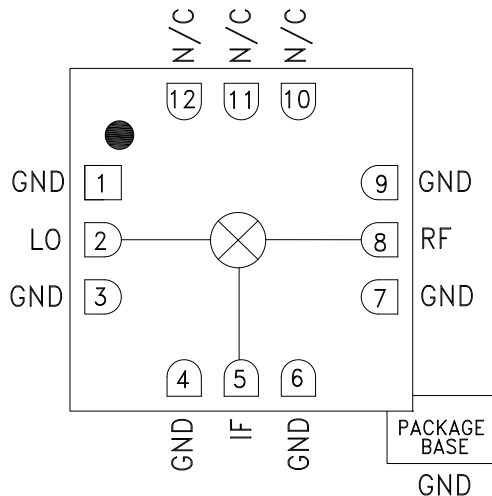 N/C N/C N/C
12 11 10
GND 1 9 GND
LO 2 8 RF
GND 3 7 GND
4 5 6
GND IF GND
PACKAGE
BASE
GND